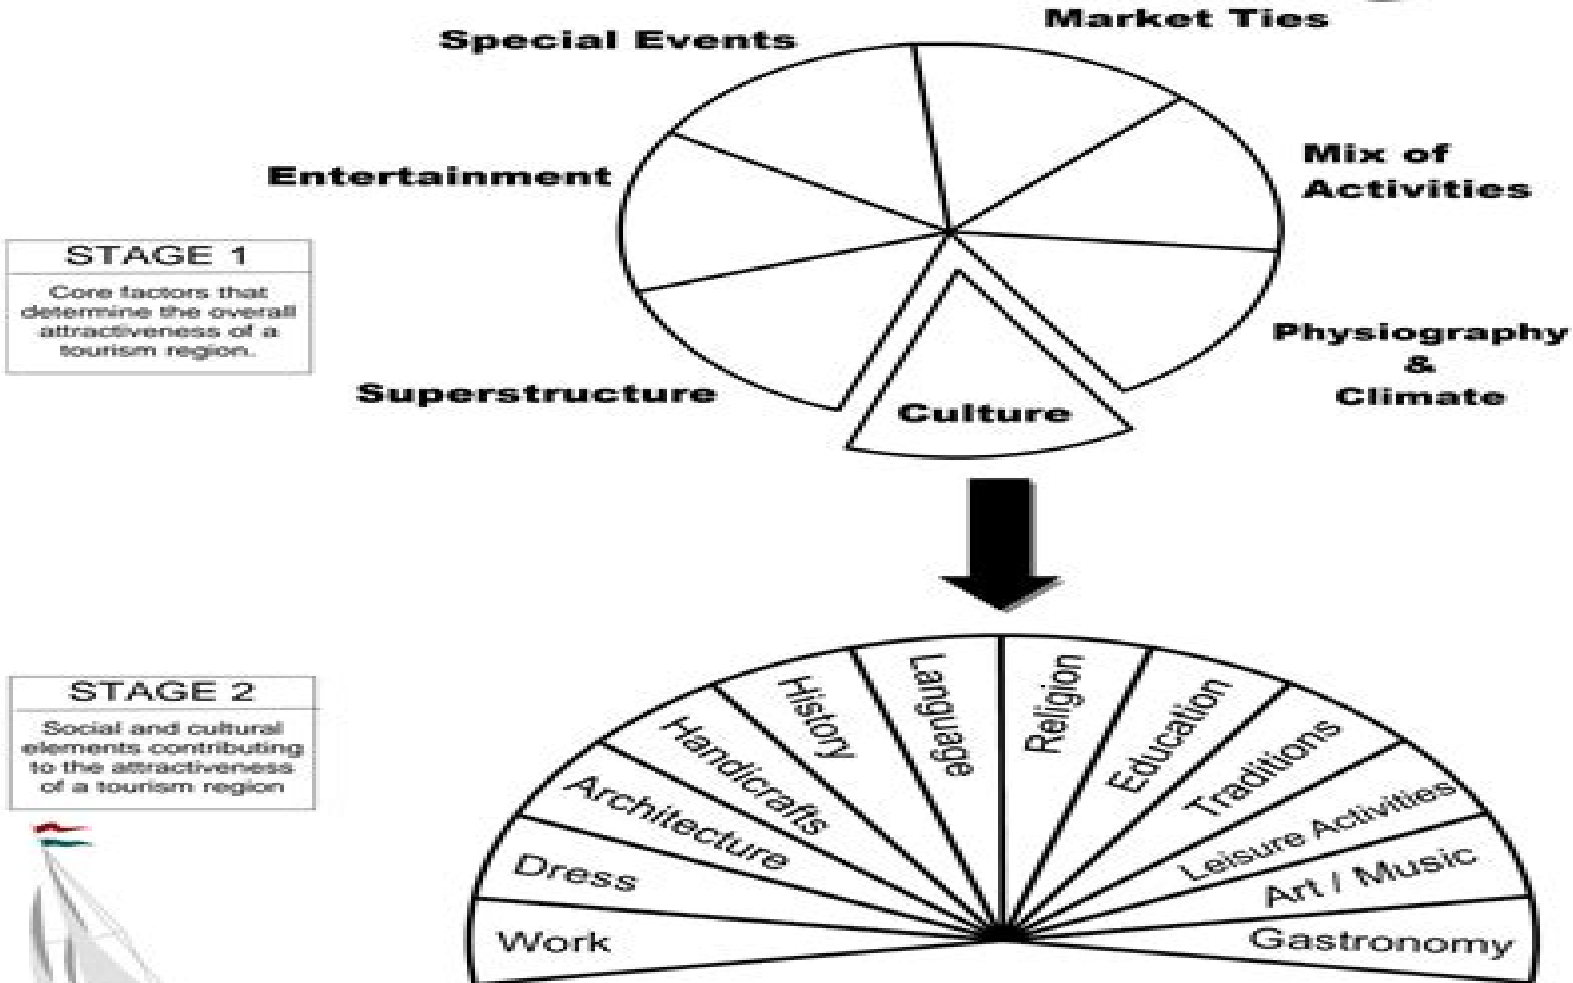 Market Ties
Special Events
Mix of
Activities
Entertainment
STAGE 1
Core factors that
determine the overall
attractiveness of a
tourism region.
Physiography
&
Climate
Superstructure
Culture
STAGE 2
Social and cultural
elements contributing
to the attractiveness
of a tourism region
Work
Dress
Architecture
Handicrafts
History
Language
Religion
Education
Traditions
Leisure Activities
Art / Music
Gastronomy